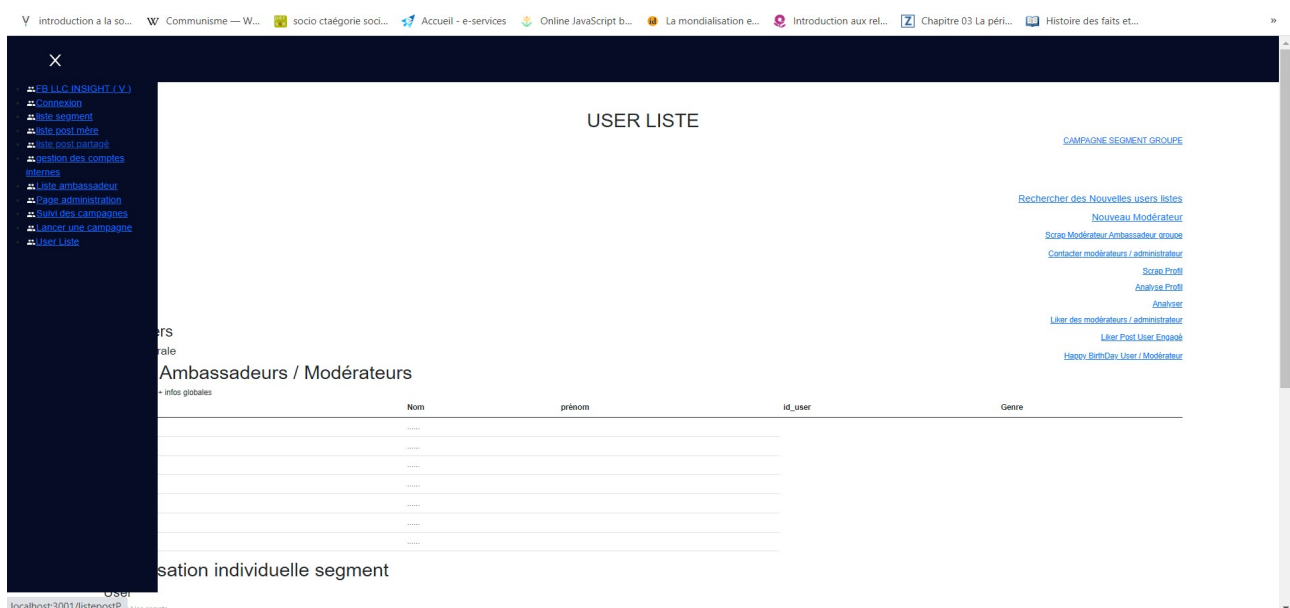 introduction a la so...
Communisme — W...
socio ctaégorie soci...
Accueil - e-services
Online JavaScript b...
La mondialisation e...
Introduction aux rel...
Chapitre 03 La péri...
Histoire des faits et...
»
FB LLC INSIGHT ( V )
Connexion
liste segment
liste post mère
liste post partagé
gestion des comptes
internes
Liste ambassadeur
Page administration
Suivi des campagnes
Lancer une campagne
User Liste
USER LISTE
CAMPAGNE SEGMENT GROUPE
Rechercher des Nouvelles users listes
Nouveau Modérateur
Scrap Modérateur Ambassadeur groupe
Contacter modérateurs / administrateur
Scrap Profil
Analyse Profil
Analyser
Liker des modérateurs / administrateur
Liker Post User Engagé
Happy BirthDay User / Modérateur
ers
rale
Ambassadeurs / Modérateurs
+ infos globales
Nom prénom id_user Genre
......
......
......
......
......
......
......
sation individuelle segment
User
localhost:3001/listepostP